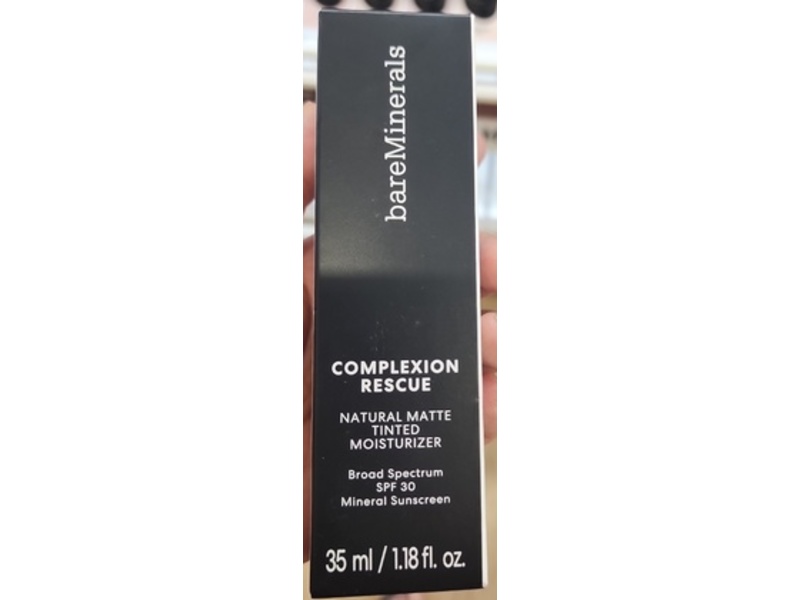 bareMinerals
COMPLEXION
RESCUE
NATURAL MATTE
TINTED
MOISTURIZER
Broad Spectrum
SPF 30
Mineral Sunscreen
35 ml / 1.18 fl. oz.